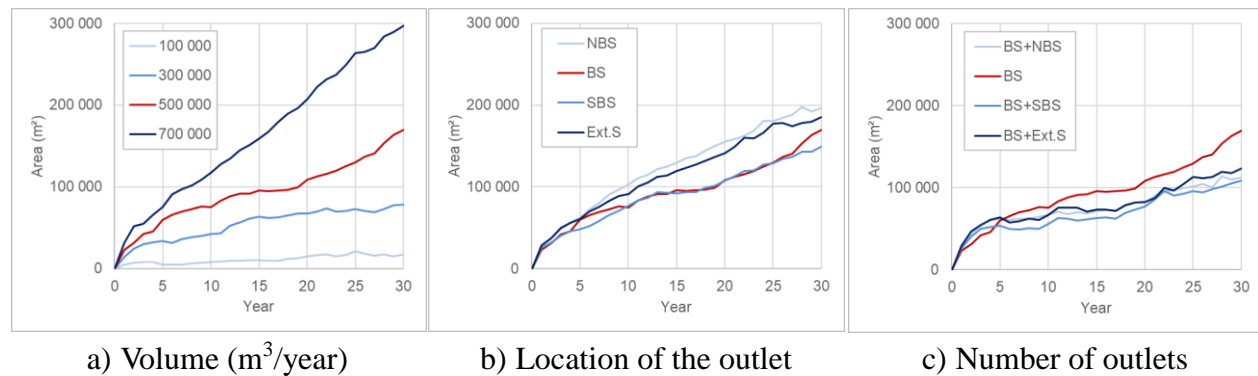 300 000
200 000
100 000
0
Area (m²)
100 000
300 000
500 000
700 000
0 5 10 15 20 25 30
Year
300 000
200 000
100 000
0
Area (m²)
NBS
BS
SBS
Ext.S
0 5 10 15 20 25 30
Year
300 000
200 000
100 000
0
Area (m²)
BS+NBS
BS
BS+SBS
BS+Ext.S
0 5 10 15 20 25 30
Year
a) Volume (m³/year)
b) Location of the outlet
c) Number of outlets